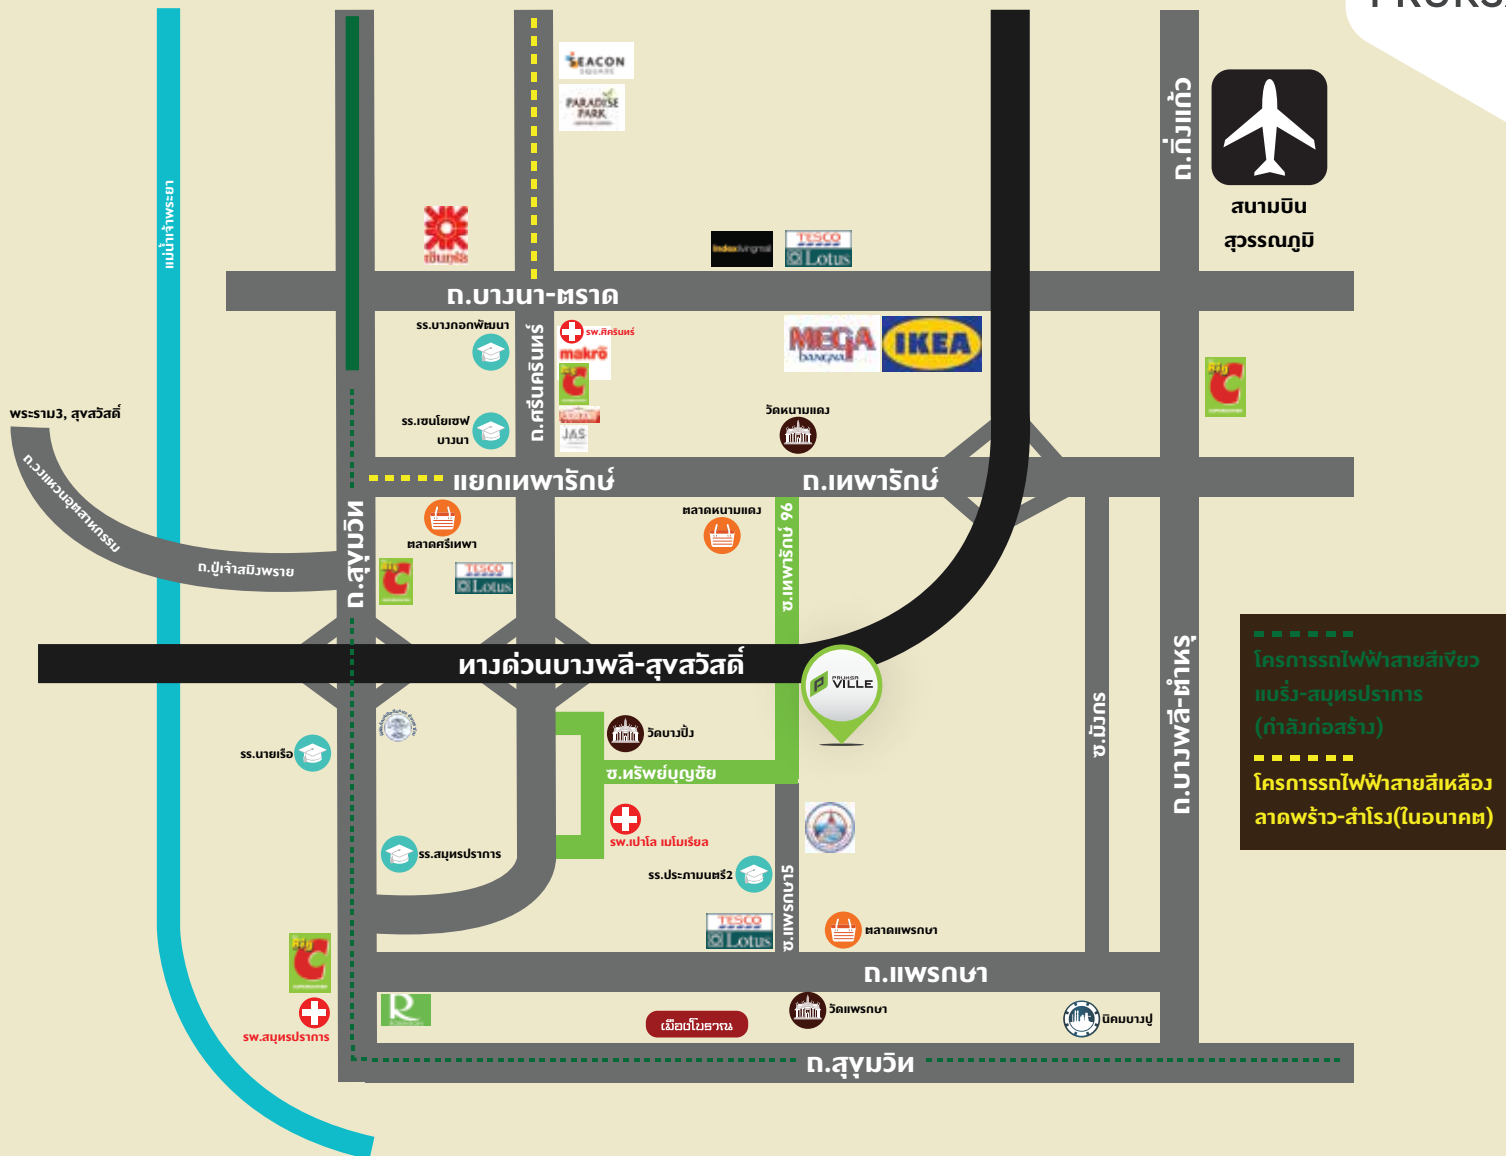 SEACON
SQUARE
PARADISE
PARK
ถ.กิ่งแก้ว
สนามบิน
สุวรรณภูมิ
แม่น้ำเจ้าพระยา
เซ็นทรัล
Index livingmall
TESCO
Lotus
ถ.บางนา-ตราด
รร.บางกอกพัฒนา
ถ.ศรีนครินทร์
รพ.ศิครินทร์
makro
Big
C
MEGA
BANGNA
IKEA
Big
C
พระราม3, สุขสวัสดิ์
รร.เซนโยเซฟ
บางนา
JAS
วัดหนามแดง
ถ.วงแหวนอุตสาหกรรม
แยกเทพารักษ์
ถ.เทพารักษ์
ถ.สุขุมวิท
ตลาดศรีเทพา
ตลาดหนามแดง
ซ.เทพารักษ์ 96
ถ.ปู่เจ้าสมิงพราย
Big
C
TESCO
Lotus
ทางด่วนบางพลี-สุขสวัสดิ์
PRUKSA
VILLE
ซ.มังกร
ถ.บางพลี-ตำหรุ
โครงการรถไฟฟ้าสายสีเขียว
แบริ่ง-สมุทรปราการ
(กำลังก่อสร้าง)
โครงการรถไฟฟ้าสายสีเหลือง
ลาดพร้าว-สำโรง(ในอนาคต)
รร.นายเรือ
วัดบางปิ้ง
ซ.ทรัพย์บุญชัย
รพ.เปาโล เมโมเรียล
รร.สมุทรปราการ
รร.ประภามนตรี2
ซ.แพรกษา5
TESCO
Lotus
ตลาดแพรกษา
Big
C
ถ.แพรกษา
รพ.สมุทรปราการ
R
เมืองโบราณ
วัดแพรกษา
นิคมบางปู
ถ.สุขุมวิท